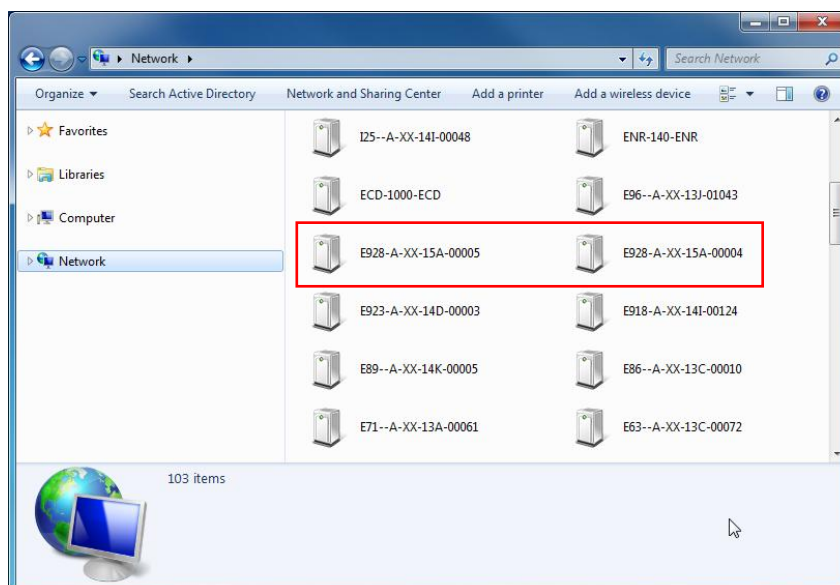 Network
Search Network
Organize Search Active Directory Network and Sharing Center Add a printer Add a wireless device
Favorites
Libraries
Computer
Network
I25--A-XX-14I-00048 ENR-140-ENR
ECD-1000-ECD E96--A-XX-13J-01043
E928-A-XX-15A-00005 E928-A-XX-15A-00004
E923-A-XX-14D-00003 E918-A-XX-14I-00124
E89--A-XX-14K-00005 E86--A-XX-13C-00010
E71--A-XX-13A-00061 E63--A-XX-13C-00072
103 items